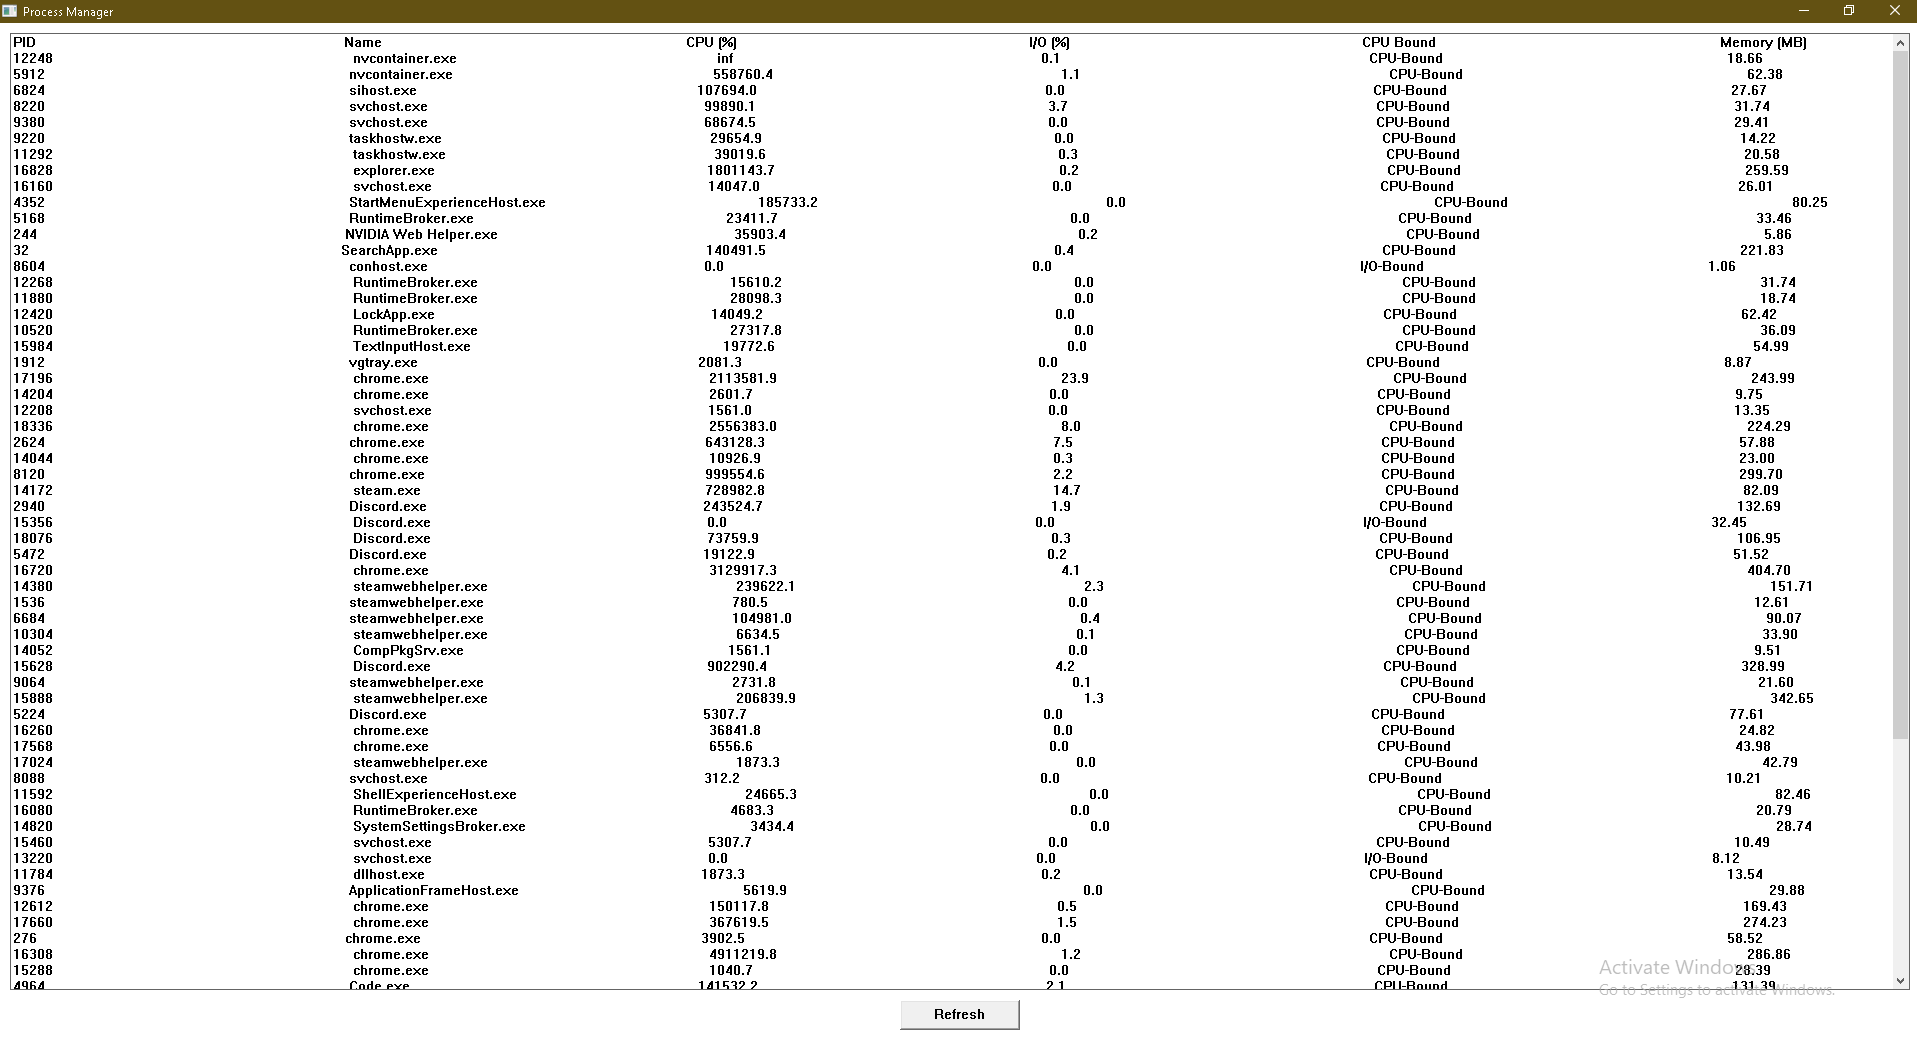 Process Manager
PID Name CPU (%) I/O (%) CPU Bound Memory (MB)
12248 nvcontainer.exe inf 0.1 CPU-Bound 18.66
5912 nvcontainer.exe 558760.4 1.1 CPU-Bound 62.38
6824 sihost.exe 107694.0 0.0 CPU-Bound 27.67
8220 svchost.exe 99890.1 3.7 CPU-Bound 31.74
9380 svchost.exe 68674.5 0.0 CPU-Bound 29.41
9220 taskhostw.exe 29654.9 0.0 CPU-Bound 14.22
11292 taskhostw.exe 39019.6 0.3 CPU-Bound 20.58
16828 explorer.exe 1801143.7 0.2 CPU-Bound 259.59
16160 svchost.exe 14047.0 0.0 CPU-Bound 26.01
4352 StartMenuExperienceHost.exe 185733.2 0.0 CPU-Bound 80.25
5168 RuntimeBroker.exe 23411.7 0.0 CPU-Bound 33.46
244 NVIDIA Web Helper.exe 35903.4 0.2 CPU-Bound 5.86
32 SearchApp.exe 140491.5 0.4 CPU-Bound 221.83
8604 conhost.exe 0.0 0.0 I/O-Bound 1.06
12268 RuntimeBroker.exe 15610.2 0.0 CPU-Bound 31.74
11880 RuntimeBroker.exe 28098.3 0.0 CPU-Bound 18.74
12420 LockApp.exe 14049.2 0.0 CPU-Bound 62.42
10520 RuntimeBroker.exe 27317.8 0.0 CPU-Bound 36.09
15984 TextInputHost.exe 19772.6 0.0 CPU-Bound 54.99
1912 vgtray.exe 2081.3 0.0 CPU-Bound 8.87
17196 chrome.exe 2113581.9 23.9 CPU-Bound 243.99
14204 chrome.exe 2601.7 0.0 CPU-Bound 9.75
12208 svchost.exe 1561.0 0.0 CPU-Bound 13.35
18336 chrome.exe 2556383.0 8.0 CPU-Bound 224.29
2624 chrome.exe 643128.3 7.5 CPU-Bound 57.88
14044 chrome.exe 10926.9 0.3 CPU-Bound 23.00
8120 chrome.exe 999554.6 2.2 CPU-Bound 299.70
14172 steam.exe 728982.8 14.7 CPU-Bound 82.09
2940 Discord.exe 243524.7 1.9 CPU-Bound 132.69
15356 Discord.exe 0.0 0.0 I/O-Bound 32.45
18076 Discord.exe 73759.9 0.3 CPU-Bound 106.95
5472 Discord.exe 19122.9 0.2 CPU-Bound 51.52
16720 chrome.exe 3129917.3 4.1 CPU-Bound 404.70
14380 steamwebhelper.exe 239622.1 2.3 CPU-Bound 151.71
1536 steamwebhelper.exe 780.5 0.0 CPU-Bound 12.61
6684 steamwebhelper.exe 104981.0 0.4 CPU-Bound 90.07
10304 steamwebhelper.exe 6634.5 0.1 CPU-Bound 33.90
14052 CompPkgSrv.exe 1561.1 0.0 CPU-Bound 9.51
15628 Discord.exe 902290.4 4.2 CPU-Bound 328.99
9064 steamwebhelper.exe 2731.8 0.1 CPU-Bound 21.60
15888 steamwebhelper.exe 206839.9 1.3 CPU-Bound 342.65
5224 Discord.exe 5307.7 0.0 CPU-Bound 77.61
16260 chrome.exe 36841.8 0.0 CPU-Bound 24.82
17568 chrome.exe 6556.6 0.0 CPU-Bound 43.98
17024 steamwebhelper.exe 1873.3 0.0 CPU-Bound 42.79
8088 svchost.exe 312.2 0.0 CPU-Bound 10.21
11592 ShellExperienceHost.exe 24665.3 0.0 CPU-Bound 82.46
16080 RuntimeBroker.exe 4683.3 0.0 CPU-Bound 20.79
14820 SystemSettingsBroker.exe 3434.4 0.0 CPU-Bound 28.74
15460 svchost.exe 5307.7 0.0 CPU-Bound 10.49
13220 svchost.exe 0.0 0.0 I/O-Bound 8.12
11784 dllhost.exe 1873.3 0.2 CPU-Bound 13.54
9376 ApplicationFrameHost.exe 5619.9 0.0 CPU-Bound 29.88
12612 chrome.exe 150117.8 0.5 CPU-Bound 169.43
17660 chrome.exe 367619.5 1.5 CPU-Bound 274.23
276 chrome.exe 3902.5 0.0 CPU-Bound 58.52
16308 chrome.exe 4911219.8 1.2 CPU-Bound 286.86
15288 chrome.exe 1040.7 0.0 CPU-Bound 28.39
4964 Code.exe 141532.2 2.1 CPU-Bound 131.39
Activate Windows
Go to Settings to activate Windows.
Refresh